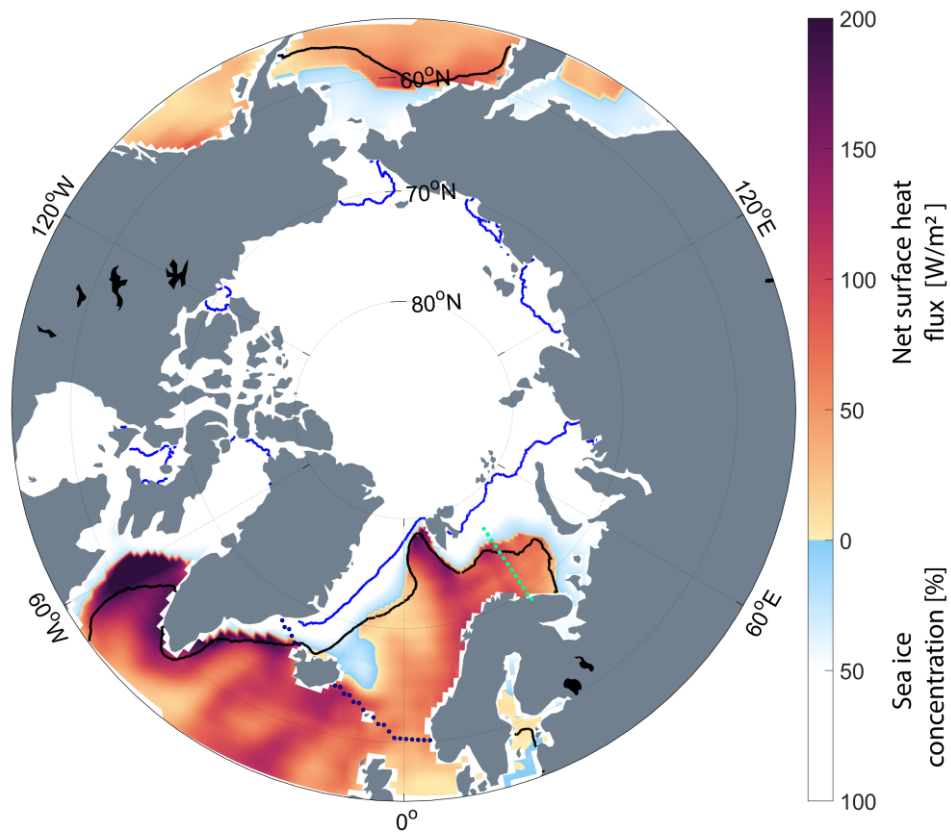 200
60°N
150
120°W
70°N
120°E
Net surface heat
flux [W/m²]
100
80°N
50
0
60°W
60°E
Sea ice
concentration [%]
50
100
0°